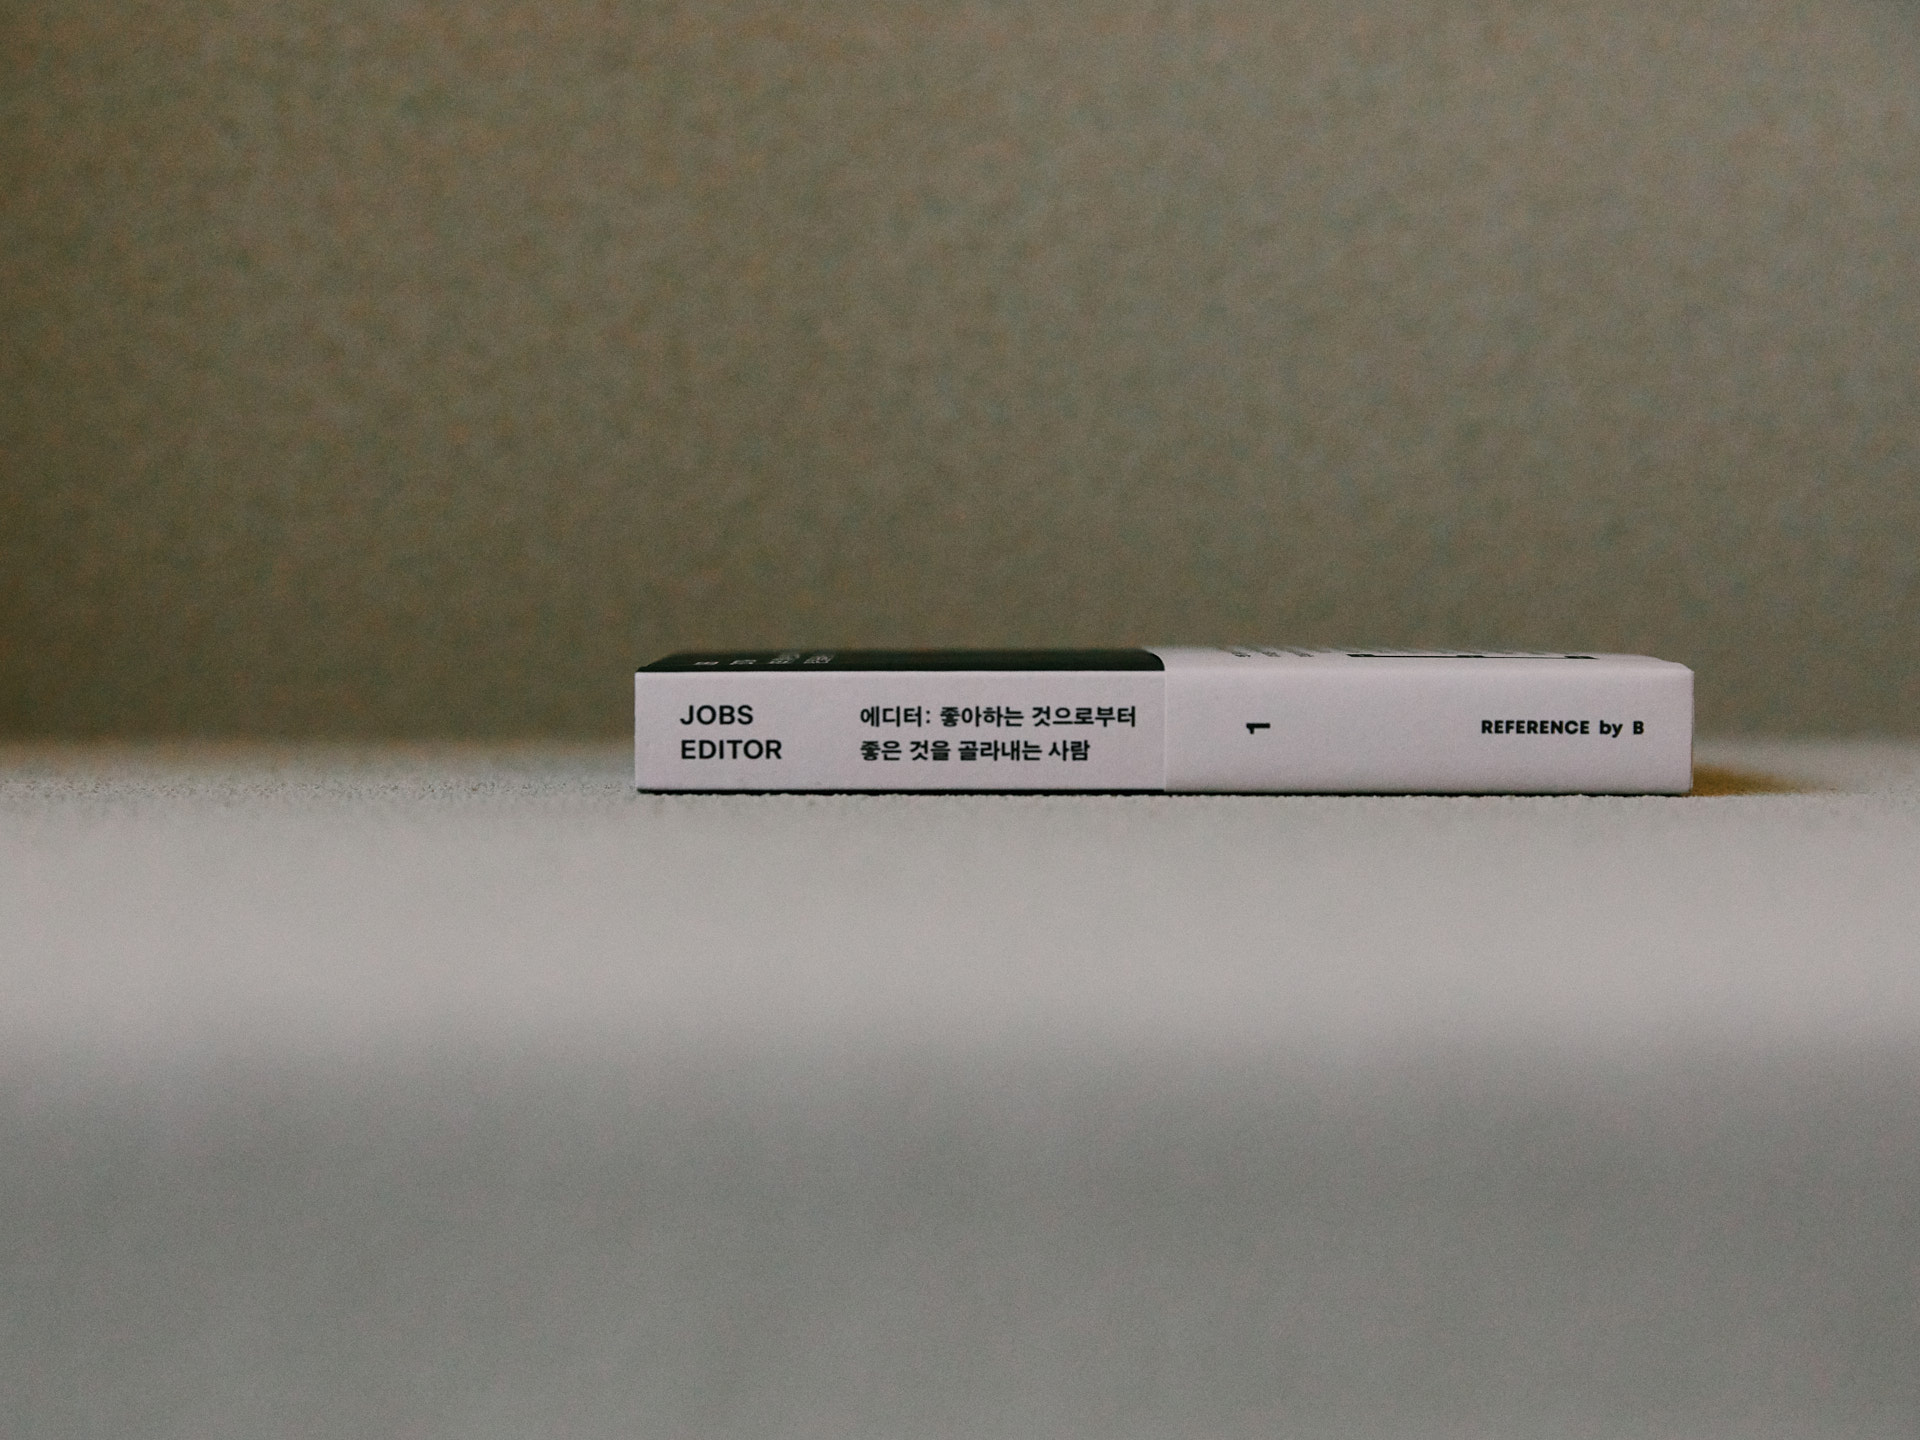 JOBS
EDITOR
에디터: 좋아하는 것으로부터
좋은 것을 골라내는 사람
1
REFERENCE by B